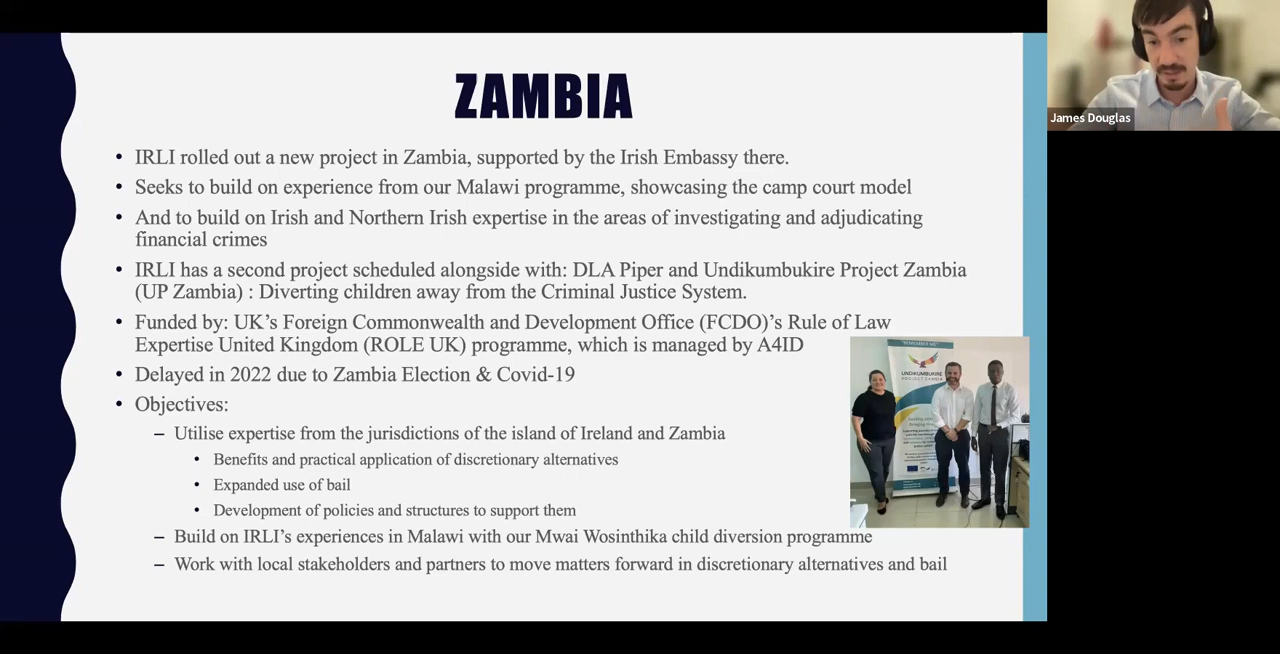 ZAMBIA
James Douglas
• IRLI rolled out a new project in Zambia, supported by the Irish Embassy there.
• Seeks to build on experience from our Malawi programme, showcasing the camp court model
• And to build on Irish and Northern Irish expertise in the areas of investigating and adjudicating
financial crimes
• IRLI has a second project scheduled alongside with: DLA Piper and Undikumbukire Project Zambia
(UP Zambia) : Diverting children away from the Criminal Justice System.
• Funded by: UK's Foreign Commonwealth and Development Office (FCDO)'s Rule of Law
Expertise United Kingdom (ROLE UK) programme, which is managed by A4ID
• Delayed in 2022 due to Zambia Election & Covid-19
• Objectives:
– Utilise expertise from the jurisdictions of the island of Ireland and Zambia
• Benefits and practical application of discretionary alternatives
• Expanded use of bail
• Development of policies and structures to support them
– Build on IRLI's experiences in Malawi with our Mwai Wosinthika child diversion programme
– Work with local stakeholders and partners to move matters forward in discretionary alternatives and bail
"REMEMBER ME"
UNDIKUMBUKIRE
PROJECT ZAMBIA